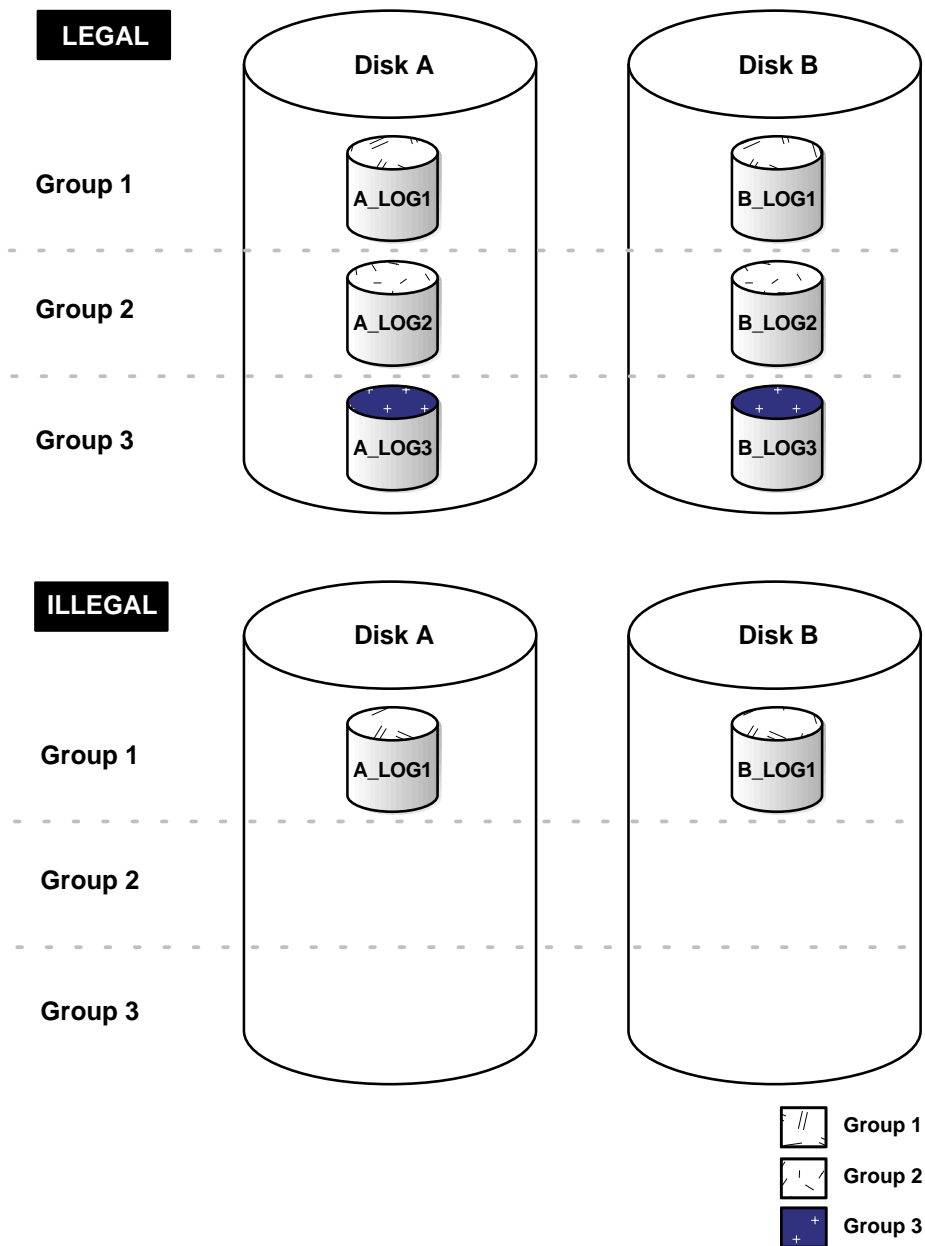 LEGAL
Disk A
Disk B
Group 1
A_LOG1
B_LOG1
Group 2
A_LOG2
B_LOG2
Group 3
A_LOG3
B_LOG3
ILLEGAL
Disk A
Disk B
Group 1
A_LOG1
B_LOG1
Group 2
Group 3
Group 1
Group 2
Group 3